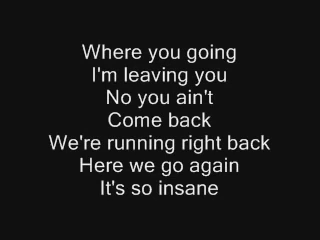 Where you going
I'm leaving you
No you ain't
Come back
We're running right back
Here we go again
It's so insane